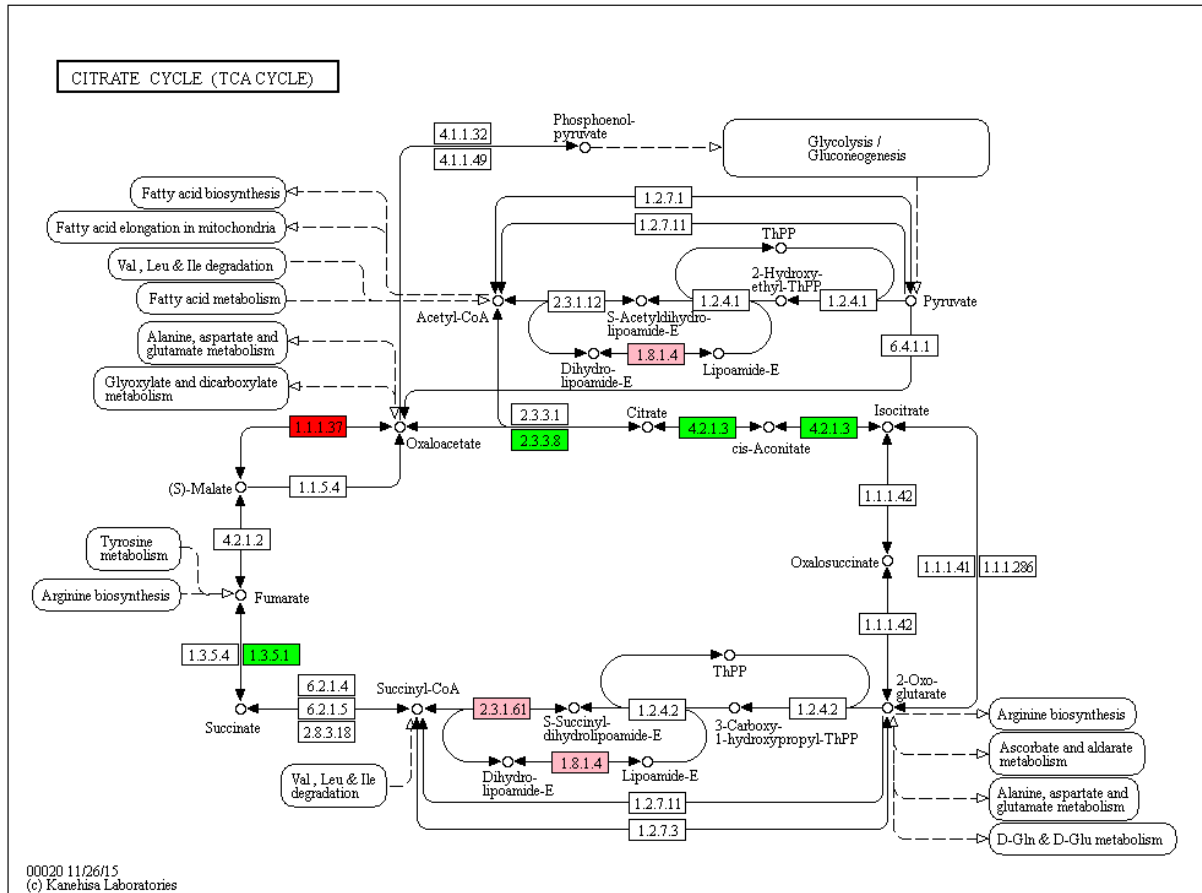 CITRATE CYCLE (TCA CYCLE)
Phosphoenol-
pyruvate
4.1.1.32
4.1.1.49
Glycolysis /
Gluconeogenesis
Fatty acid biosynthesis
Fatty acid elongation in mitochondria
Val , Leu & Ile degradation
Fatty acid metabolism
Alanine, aspartate and
glutamate metabolism
Glyoxylate and dicarboxylate
metabolism
1.2.7.1
1.2.7.11
ThPP
2-Hydroxy-
ethyl-ThPP
Acetyl-CoA
2.3.1.12
S-Acetyldihydro-
lipoamide-E
1.2.4.1
1.2.4.1
Pyruvate
Dihydro-
lipoamide-E
1.8.1.4
Lipoamide-E
6.4.1.1
1.1.1.37
Oxaloacetate
2.3.3.1
2.3.3.8
Citrate
4.2.1.3
cis-Aconitate
4.2.1.3
Isocitrate
(S)-Malate
1.1.5.4
1.1.1.42
4.2.1.2
Tyrosine
metabolism
Arginine biosynthesis
Fumarate
Oxalosuccinate
1.1.1.41
1.1.1.286
1.1.1.42
1.3.5.4
1.3.5.1
ThPP
2-Oxo-
glutarate
6.2.1.4
6.2.1.5
2.8.3.18
Succinate
Succinyl-CoA
2.3.1.61
S-Succinyl-
dihydrolipoamide-E
1.2.4.2
3-Carboxy-
1-hydroxypropyl-ThPP
1.2.4.2
Arginine biosynthesis
Ascorbate and aldarate
metabolism
Alanine, aspartate and
glutamate metabolism
D-Gln & D-Glu metabolism
Val , Leu & Ile
degradation
Dihydro-
lipoamide-E
1.8.1.4
Lipoamide-E
1.2.7.11
1.2.7.3
00020 11/26/15
(c) Kanehisa Laboratories